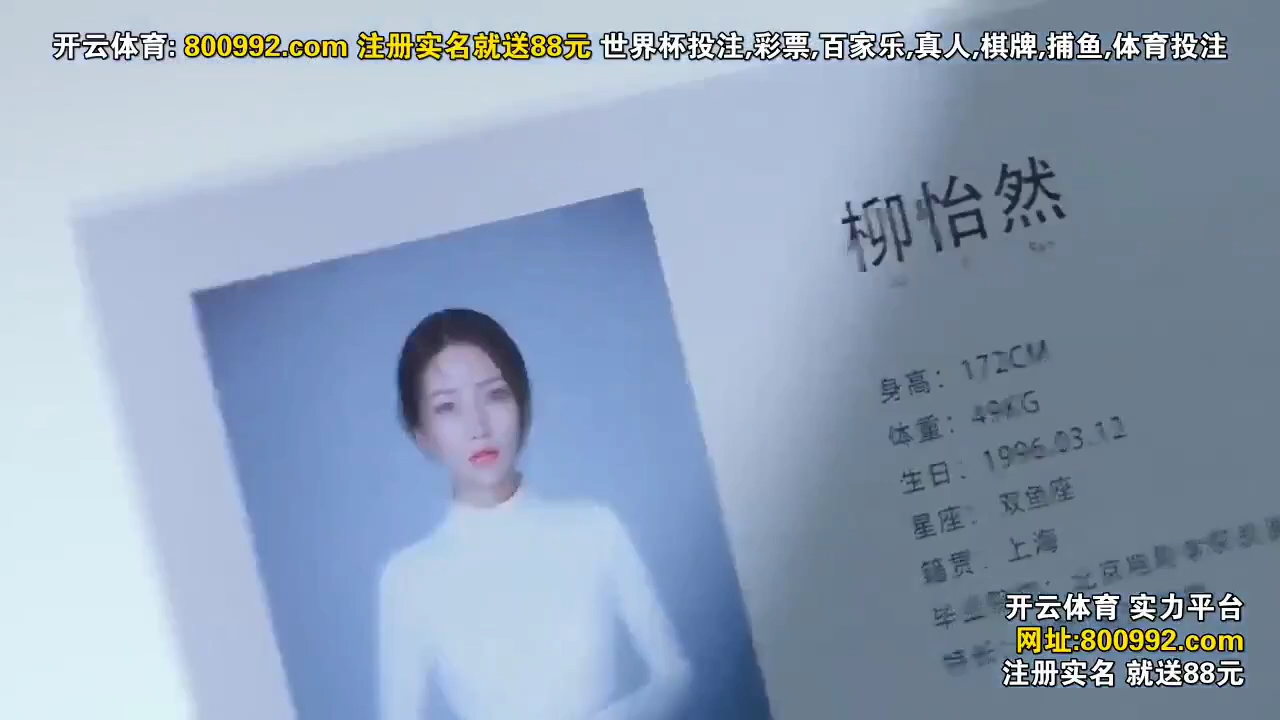 开云体育: 800992.com 注册实名就送88元 世界杯投注,彩票,百家乐,真人,棋牌,捕鱼,体育投注
柳怡然
身高: 172CM
体重: 49KG
生日: 1996.03.12
星座: 双鱼座
籍贯: 上海
开云体育 实力平台
网址:800992.com
注册实名 就送88元